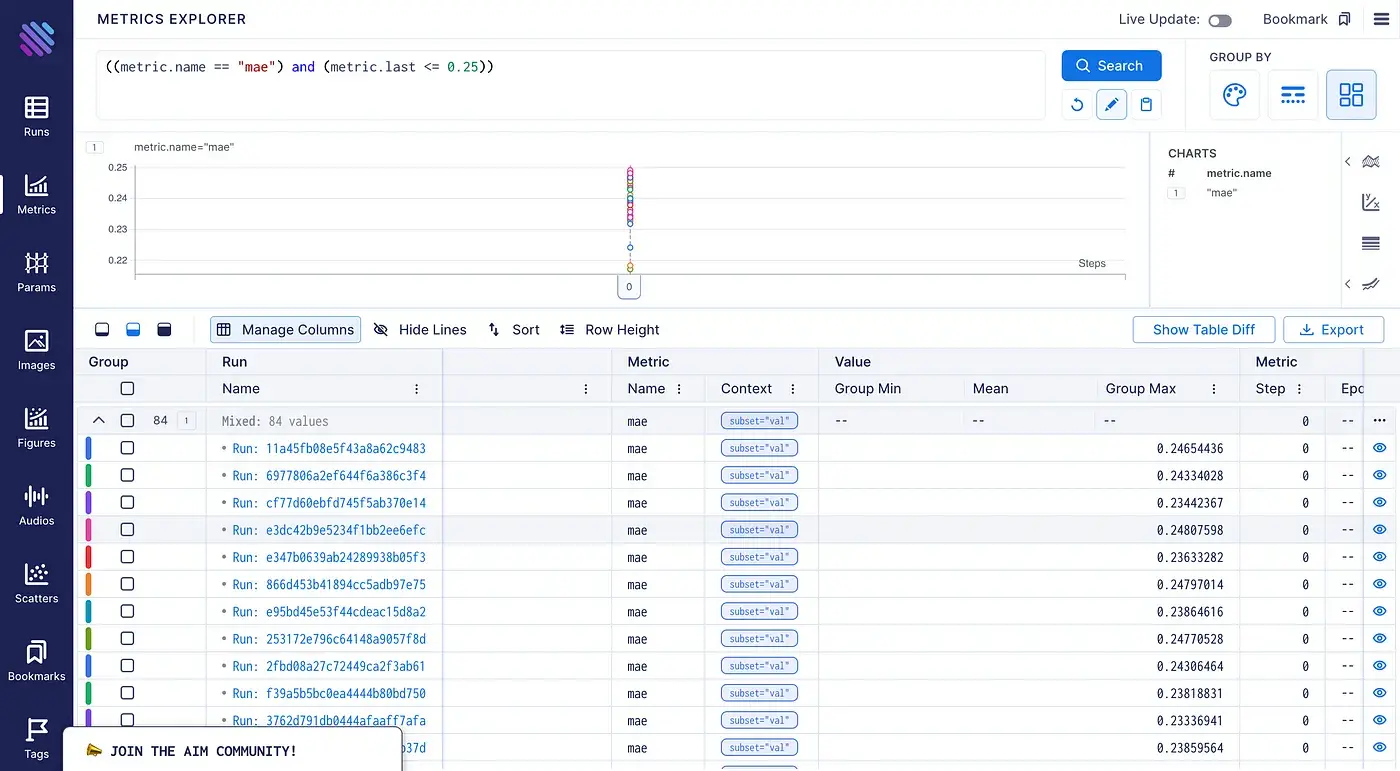 METRICS EXPLORER
Live Update:
Bookmark
((metric.name == "mae") and (metric.last <= 0.25))
Search
GROUP BY
Runs
Metrics
Params
Images
Figures
Audios
Scatters
Bookmarks
Tags
1 metric.name="mae"
0.25
0.24
0.23
0.22
Steps
0
CHARTS
# metric.name
1 "mae"
Manage Columns Hide Lines Sort Row Height Show Table Diff Export
Group Run Metric Value Metric
Name Name Context Group Min Mean Group Max Step Epc
84 1 Mixed: 84 values mae subset="val" -- -- -- 0 --
Run: 11a45fb08e5f43a8a62c9483 mae subset="val" 0.24654436 0 --
Run: 6977806a2ef644f6a386c3f4 mae subset="val" 0.24334028 0 --
Run: cf77d60ebfd745f5ab370e14 mae subset="val" 0.23442367 0 --
Run: e3dc42b9e5234f1bb2ee6efc mae subset="val" 0.24807598 0 --
Run: e347b0639ab24289938b05f3 mae subset="val" 0.23633282 0 --
Run: 866d453b41894cc5adb97e75 mae subset="val" 0.24797014 0 --
Run: e95bd45e53f44cdeac15d8a2 mae subset="val" 0.23864616 0 --
Run: 253172e796c64148a9057f8d mae subset="val" 0.24770528 0 --
Run: 2fbd08a27c72449ca2f3ab61 mae subset="val" 0.24306464 0 --
Run: f39a5b5bc0ea4444b80bd750 mae subset="val" 0.23818831 0 --
Run: 3762d791db0444afaaff7afa mae subset="val" 0.23336941 0 --
37d mae subset="val" 0.23859564 0 --
JOIN THE AIM COMMUNITY!